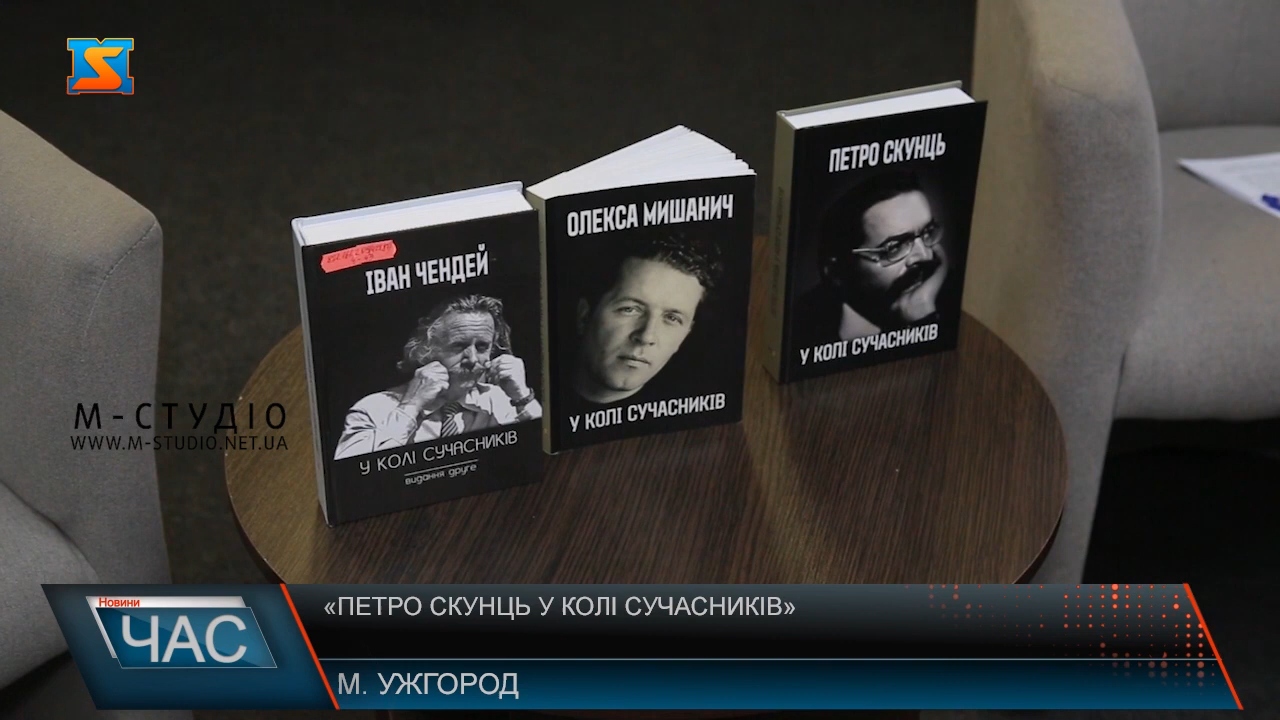 ІВАН ЧЕНДЕЙ
У КОЛІ СУЧАСНИКІВ
видання друге
ОЛЕКСА МИШАНИЧ
У КОЛІ СУЧАСНИКІВ
ПЕТРО СКУНЦЬ
У КОЛІ СУЧАСНИКІВ
М-СТУДІО
WWW.M-STUDIO.NET.UA
Новини
ЧАС
«ПЕТРО СКУНЦЬ У КОЛІ СУЧАСНИКІВ»
М. УЖГОРОД